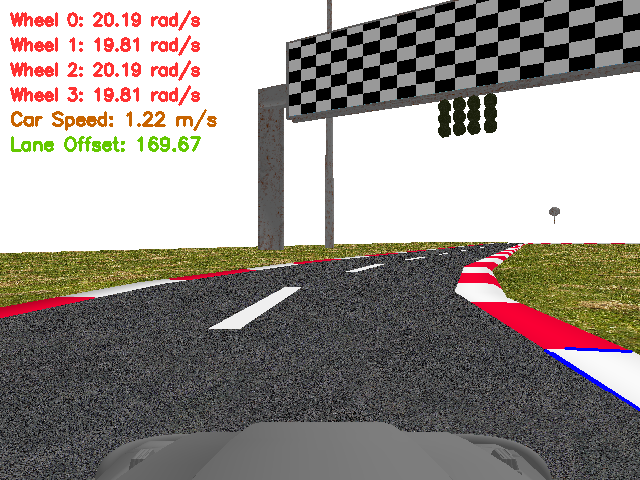 Wheel 0: 20.19 rad/s
Wheel 1: 19.81 rad/s
Wheel 2: 20.19 rad/s
Wheel 3: 19.81 rad/s
Car Speed: 1.22 m/s
Lane Offset: 169.67